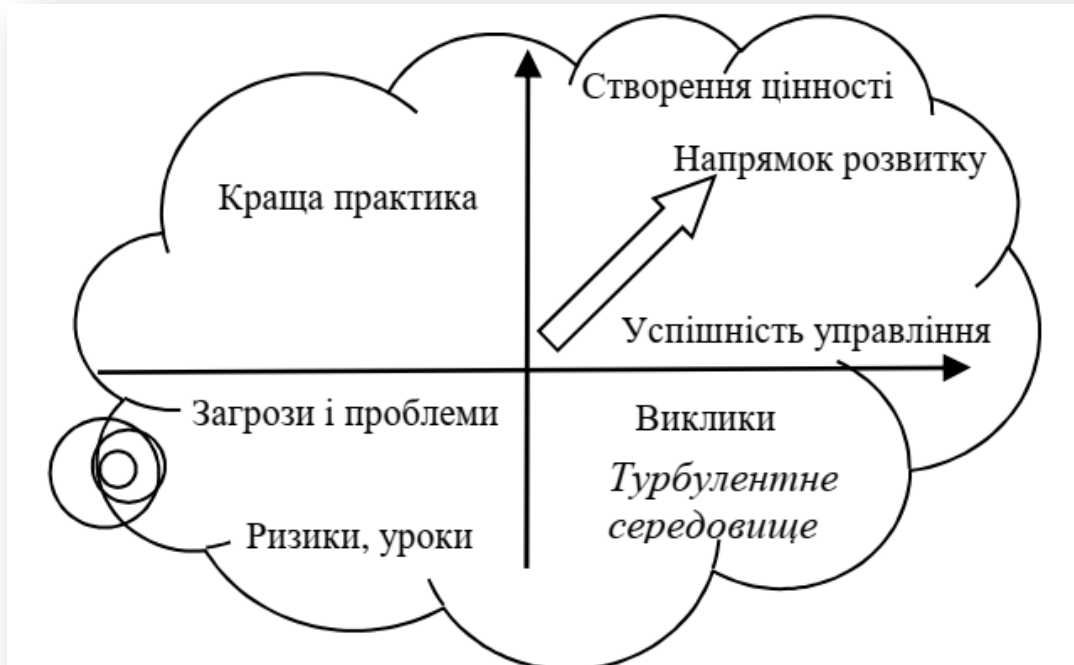 Створення цінності
Напрямок розвитку
Краща практика
Успішність управління
Загрози і проблеми
Виклики
Турбулентне
середовище
Ризики, уроки